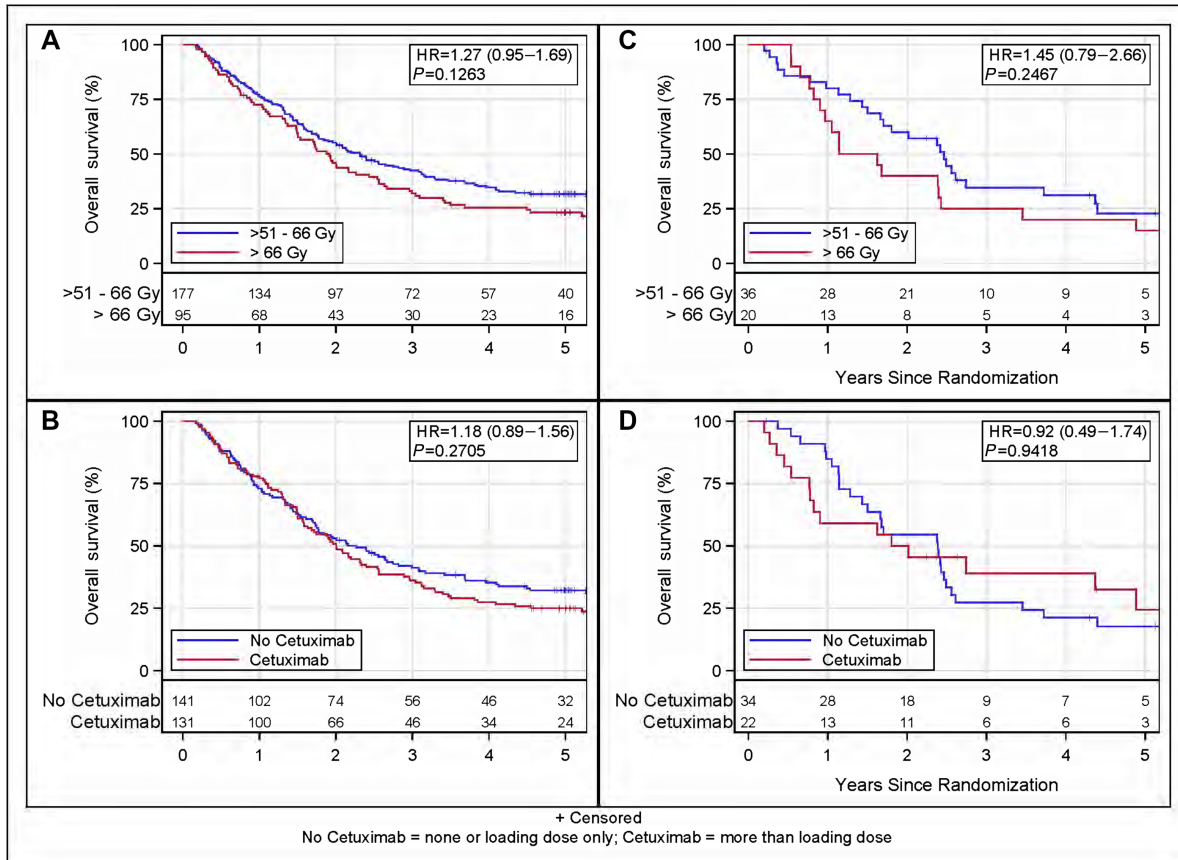 A
Overall survival (%)
100
75
50
25
0
HR=1.27 (0.95–1.69)
P=0.1263
>51 - 66 Gy
> 66 Gy
>51 - 66 Gy 177 134 97 72 57 40
> 66 Gy 95 68 43 30 23 16
0 1 2 3 4 5
C
Overall survival (%)
100
75
50
25
0
HR=1.45 (0.79–2.66)
P=0.2467
>51 - 66 Gy
> 66 Gy
>51 - 66 Gy 36 28 21 10 9 5
> 66 Gy 20 13 8 5 4 3
0 1 2 3 4 5
Years Since Randomization
B
Overall survival (%)
100
75
50
25
0
HR=1.18 (0.89–1.56)
P=0.2705
No Cetuximab
Cetuximab
No Cetuximab 141 102 74 56 46 32
Cetuximab 131 100 66 46 34 24
0 1 2 3 4 5
D
Overall survival (%)
100
75
50
25
0
HR=0.92 (0.49–1.74)
P=0.9418
No Cetuximab
Cetuximab
No Cetuximab 34 28 18 9 7 5
Cetuximab 22 13 11 6 6 3
0 1 2 3 4 5
Years Since Randomization
+ Censored
No Cetuximab = none or loading dose only; Cetuximab = more than loading dose